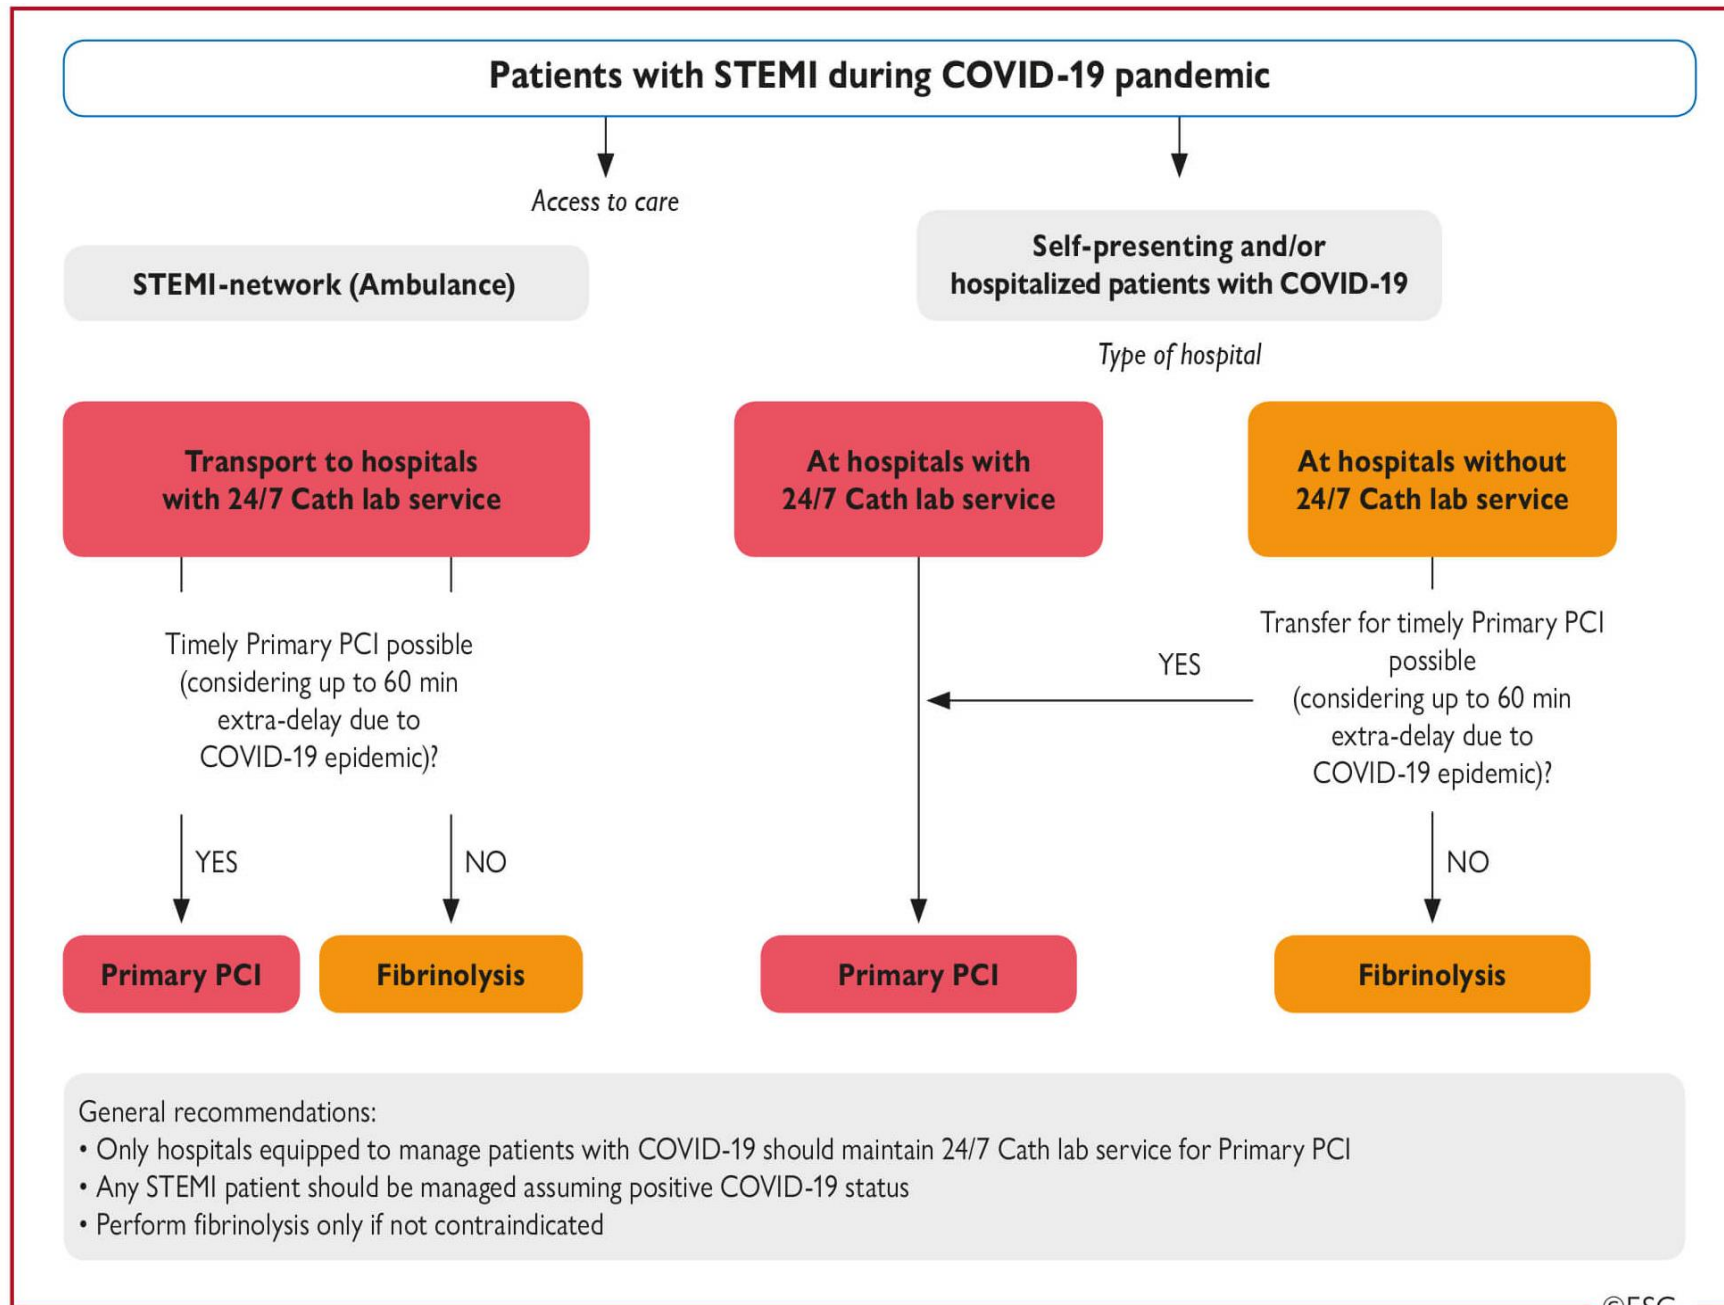 Patients with STEMI during COVID-19 pandemic
Access to care
STEMI-network (Ambulance)
Self-presenting and/or
hospitalized patients with COVID-19
Type of hospital
Transport to hospitals
with 24/7 Cath lab service
At hospitals with
24/7 Cath lab service
At hospitals without
24/7 Cath lab service
Timely Primary PCI possible
(considering up to 60 min
extra-delay due to
COVID-19 epidemic)?
YES
Transfer for timely Primary PCI
possible
(considering up to 60 min
extra-delay due to
COVID-19 epidemic)?
YES
NO
NO
Primary PCI
Fibrinolysis
Primary PCI
Fibrinolysis
General recommendations:
• Only hospitals equipped to manage patients with COVID-19 should maintain 24/7 Cath lab service for Primary PCI
• Any STEMI patient should be managed assuming positive COVID-19 status
• Perform fibrinolysis only if not contraindicated
©ESC